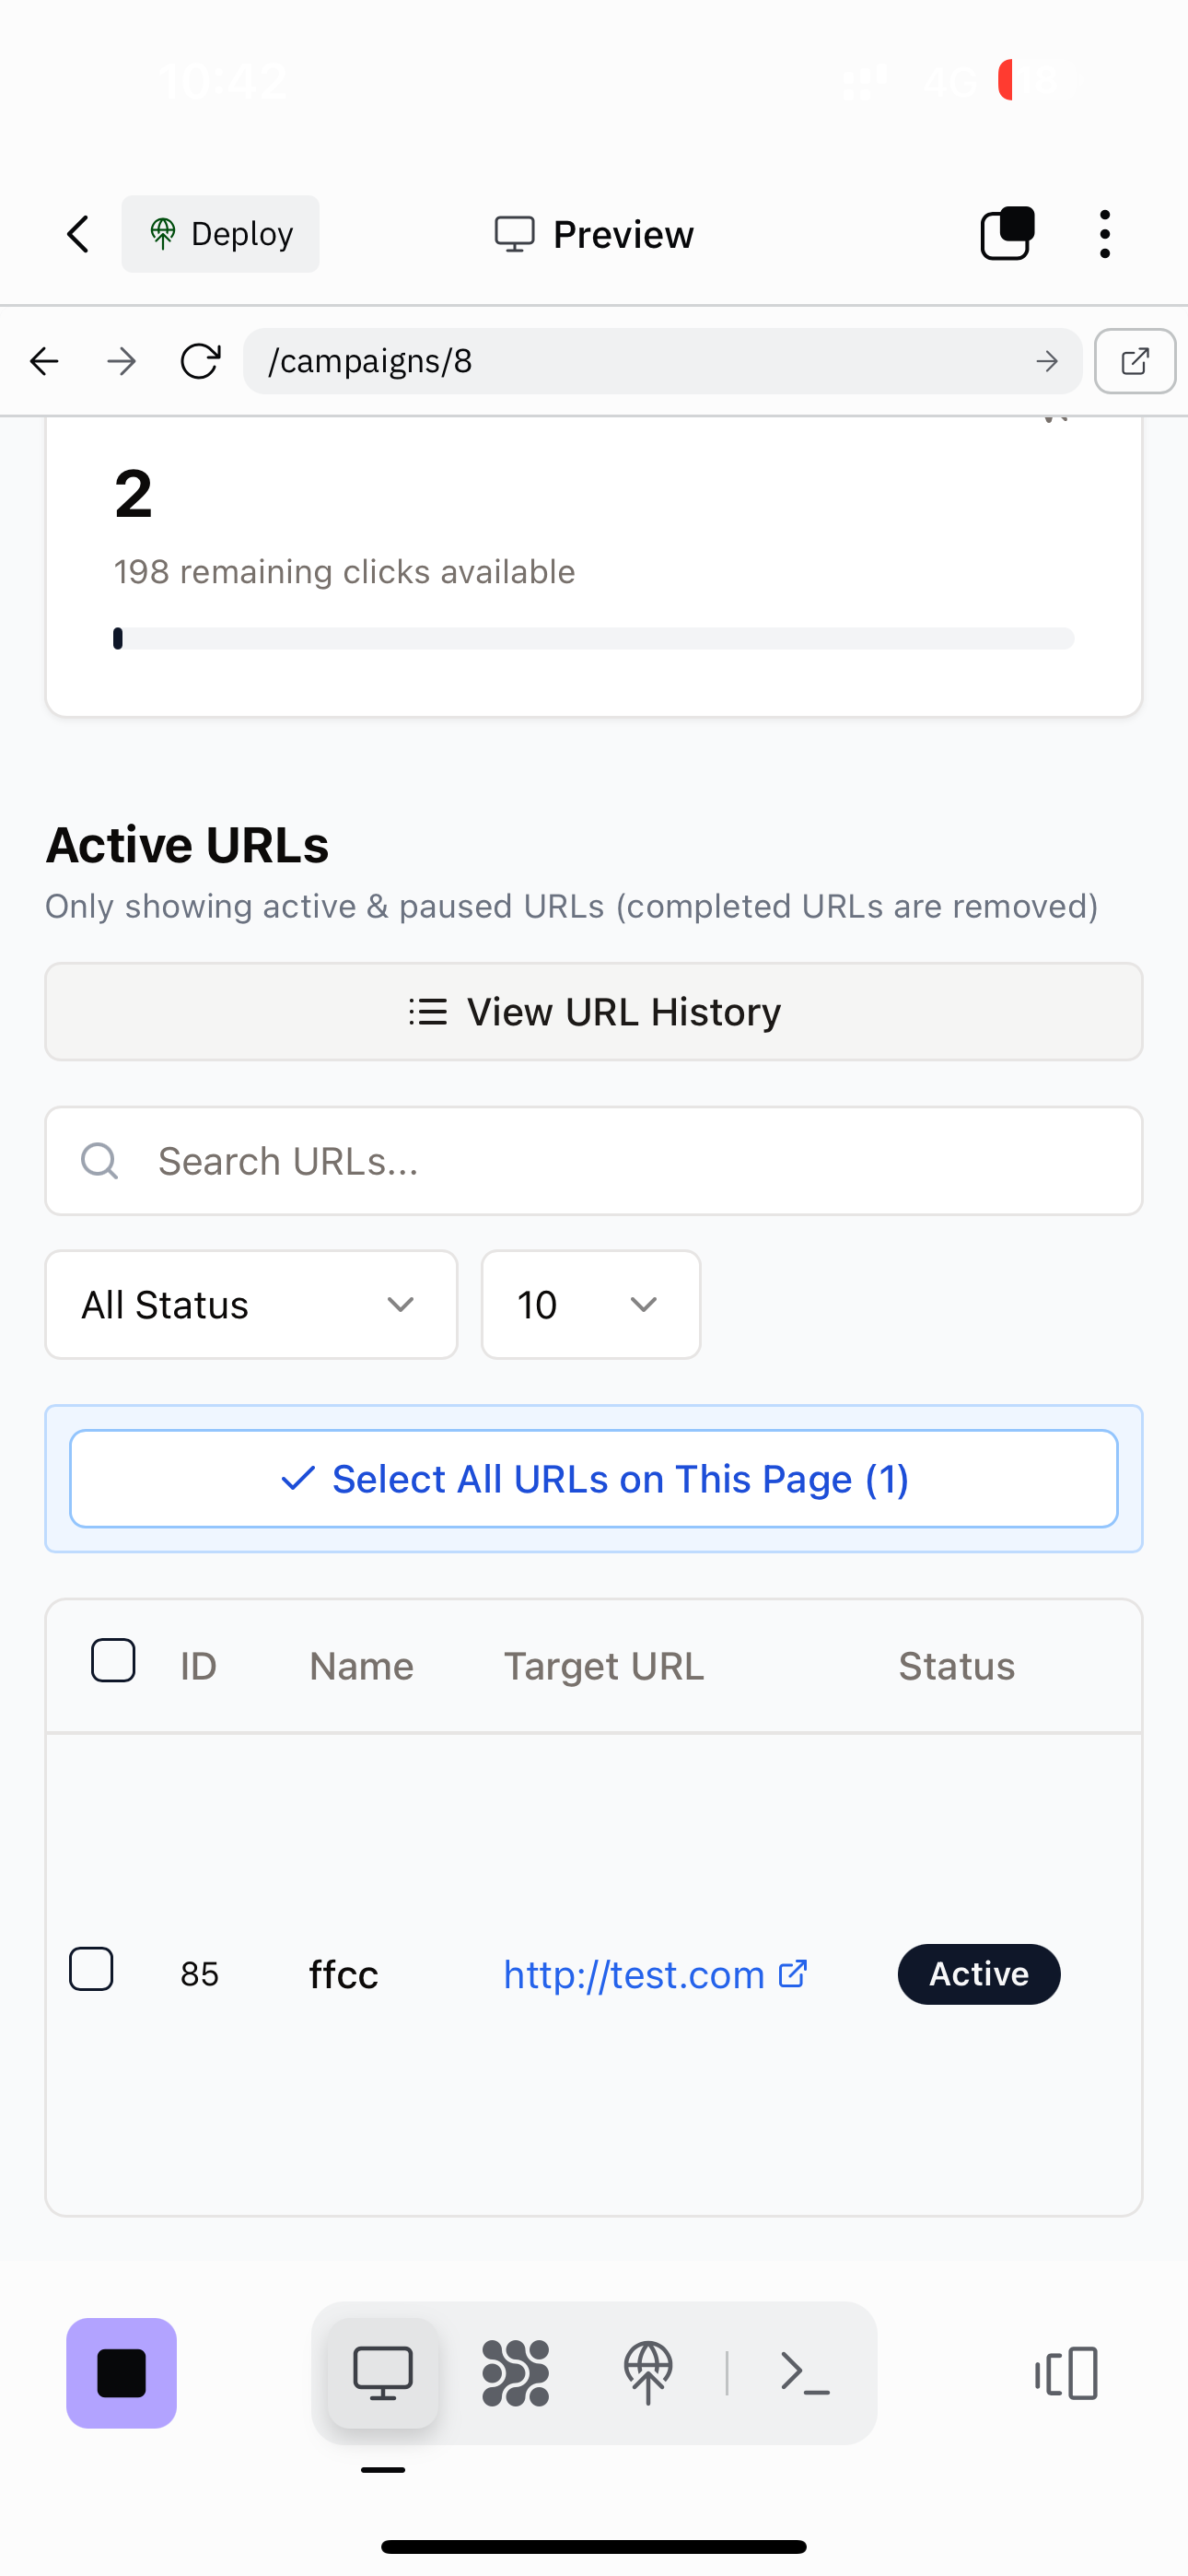 10:42 4G
Deploy
Preview
/campaigns/8
2
198 remaining clicks available
Active URLs
Only showing active & paused URLs (completed URLs are removed)
View URL History
Search URLs...
All Status
10
Select All URLs on This Page (1)
ID Name Target URL Status
85 ffcc http://test.com Active